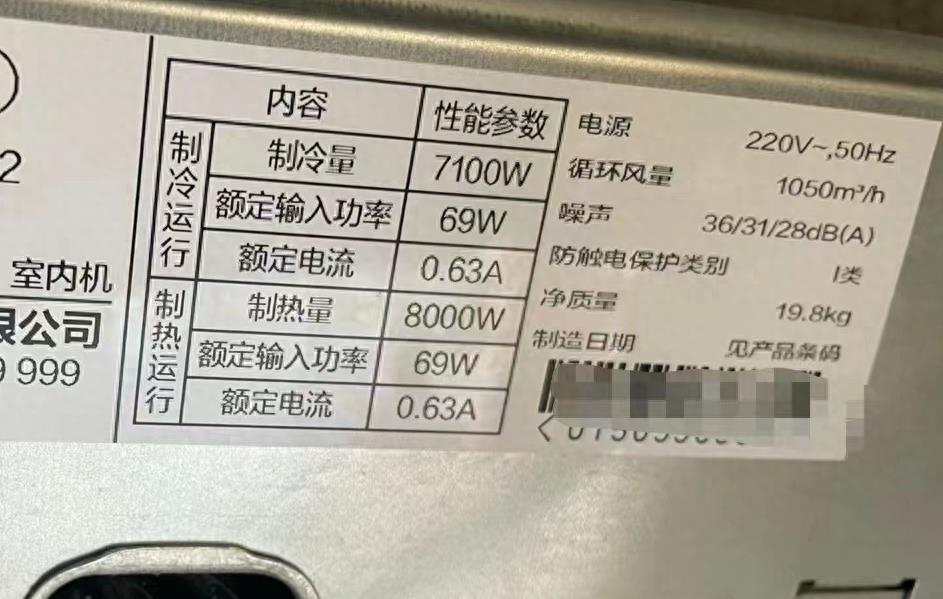 2
室内机
限公司
9 999
内容 性能参数
制冷运行
制冷量 7100W
额定输入功率 69W
额定电流 0.63A
制热运行
制热量 8000W
额定输入功率 69W
额定电流 0.63A
电源 220V~,50Hz
循环风量 1050m³/h
噪声 36/31/28dB(A)
防触电保护类别 I类
净质量 19.8kg
制造日期 见产品条码